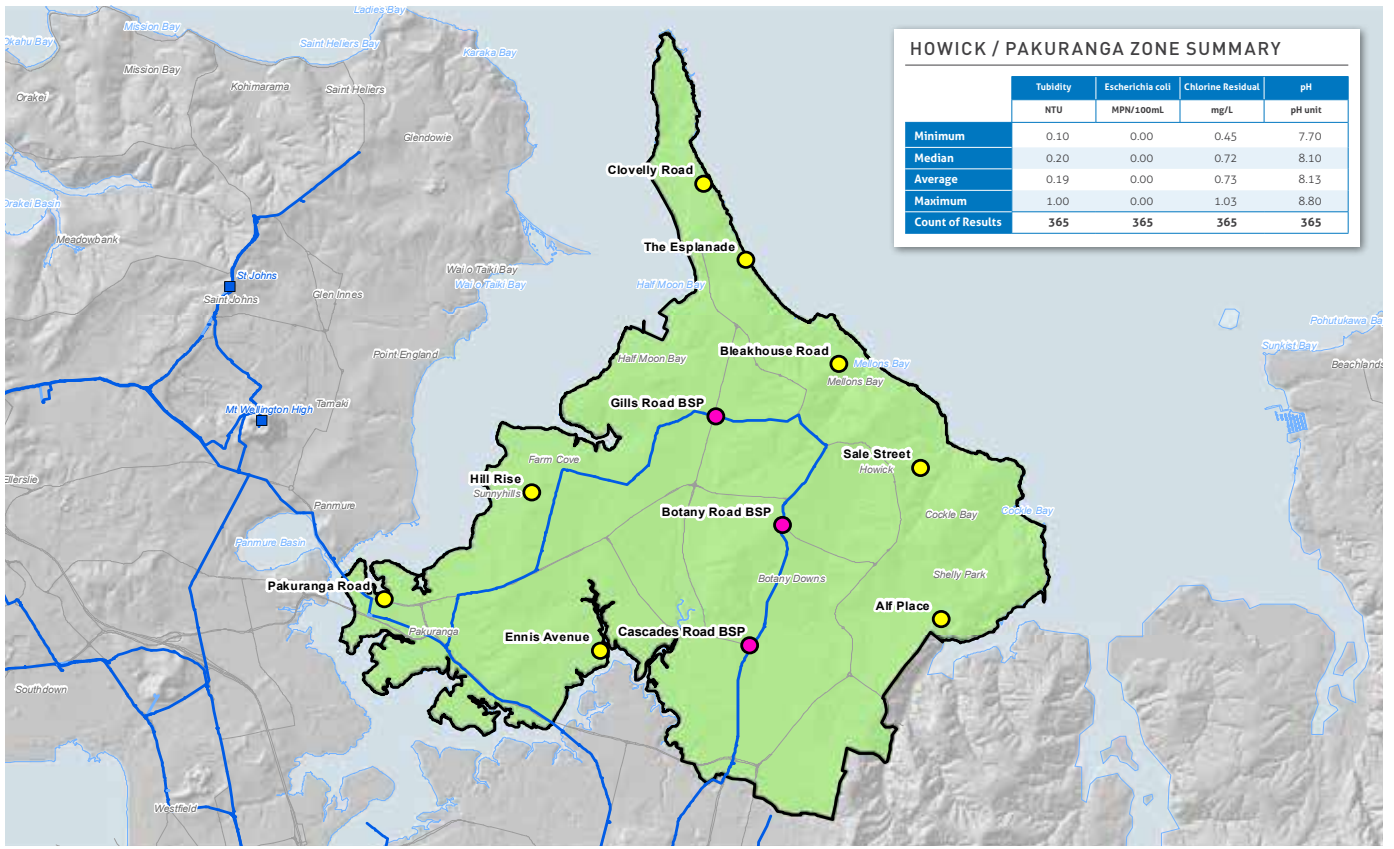 HOWICK / PAKURANGA ZONE SUMMARY
Tubidity Escherichia coli Chlorine Residual pH
NTU MPN/100mL mg/L pH unit
Minimum 0.10 0.00 0.45 7.70
Median 0.20 0.00 0.72 8.10
Average 0.19 0.00 0.73 8.13
Maximum 1.00 0.00 1.03 8.80
Count of Results 365 365 365 365
Ladies Bay
Mission Bay
Okahu Bay
Saint Heliers Bay
Karaka Bay
Mission Bay
Kohimarama
Saint Heliers
Orakei
Glendowie
Clovelly Road
Orakei Basin
Meadowbank
The Esplanade
Wai o Taiki Bay
Wai o Taiki Bay
Half Moon Bay
St Johns
Saint Johns
Glen Innes
Pohutukawa Ba
Sunkist Bay
Beachlands
Point England
Half Moon Bay
Bleakhouse Road
Mellons Bay
Mellons Bay
Tamaki
Mt Wellington High
Gills Road BSP
Ellerslie
Farm Cove
Sale Street
Howick
Hill Rise
Sunnyhills
Panmure
Botany Road BSP
Cockle Bay
Cockle Bay
Panmure Basin
Pakuranga Road
Botany Downs
Shelly Park
Alf Place
Pakuranga
Ennis Avenue
Cascades Road BSP
Southdown
Westfield